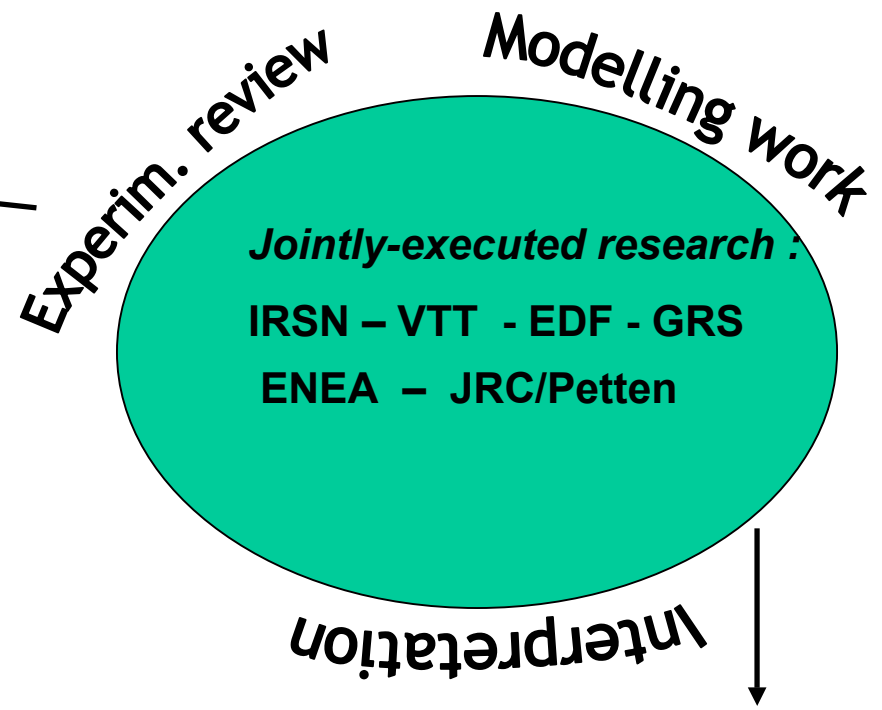 Experim. review
Modelling work
Jointly-executed research :
IRSN – VTT - EDF - GRS
ENEA – JRC/Petten
Interpretation